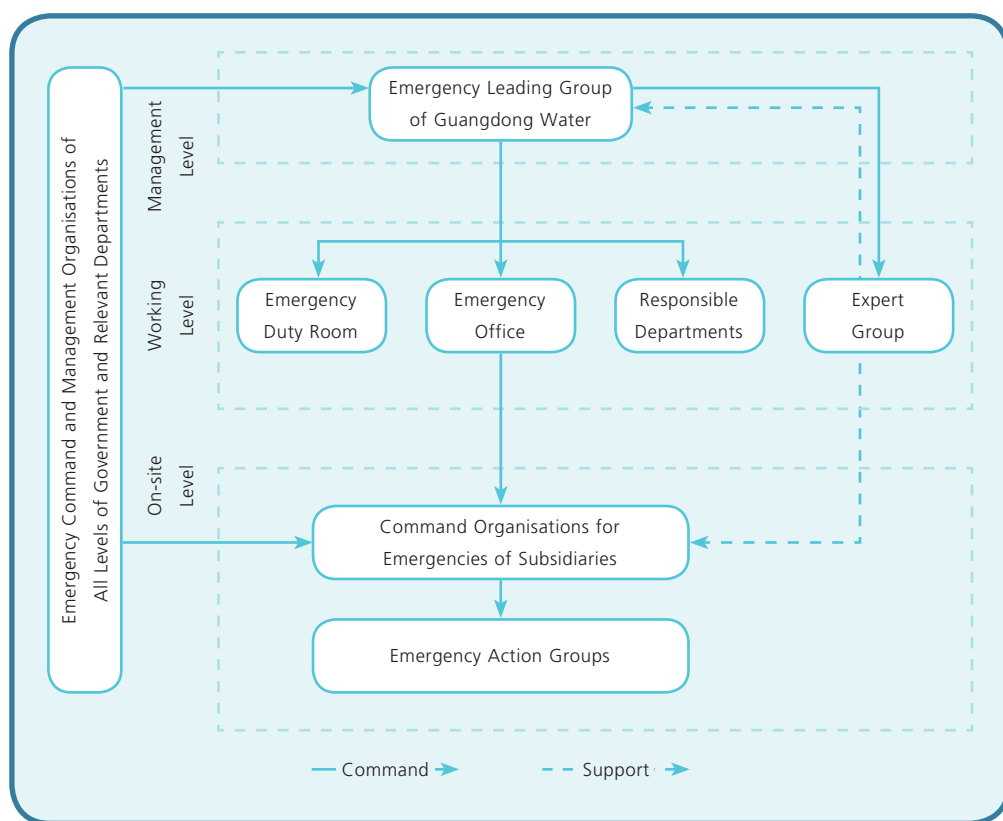 Emergency Command and Management Organisations of
All Levels of Government and Relevant Departments
Management
Level
Emergency Leading Group
of Guangdong Water
Working
Level
Emergency
Duty Room
Emergency
Office
Responsible
Departments
Expert
Group
On-site
Level
Command Organisations for
Emergencies of Subsidiaries
Emergency Action Groups
Command
Support